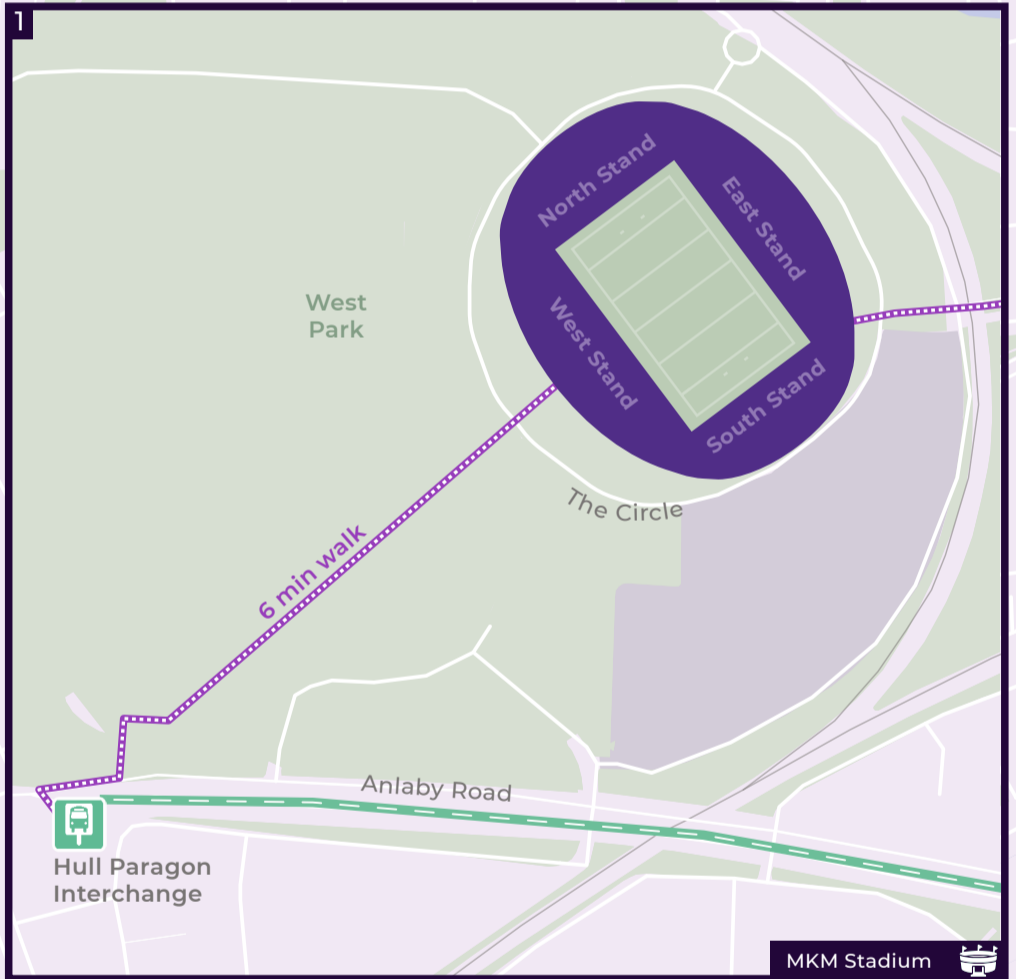 1
North Stand
East Stand
West
Park
West Stand
South Stand
The Circle
6 min walk
Anlaby Road
Hull Paragon
Interchange
MKM Stadium